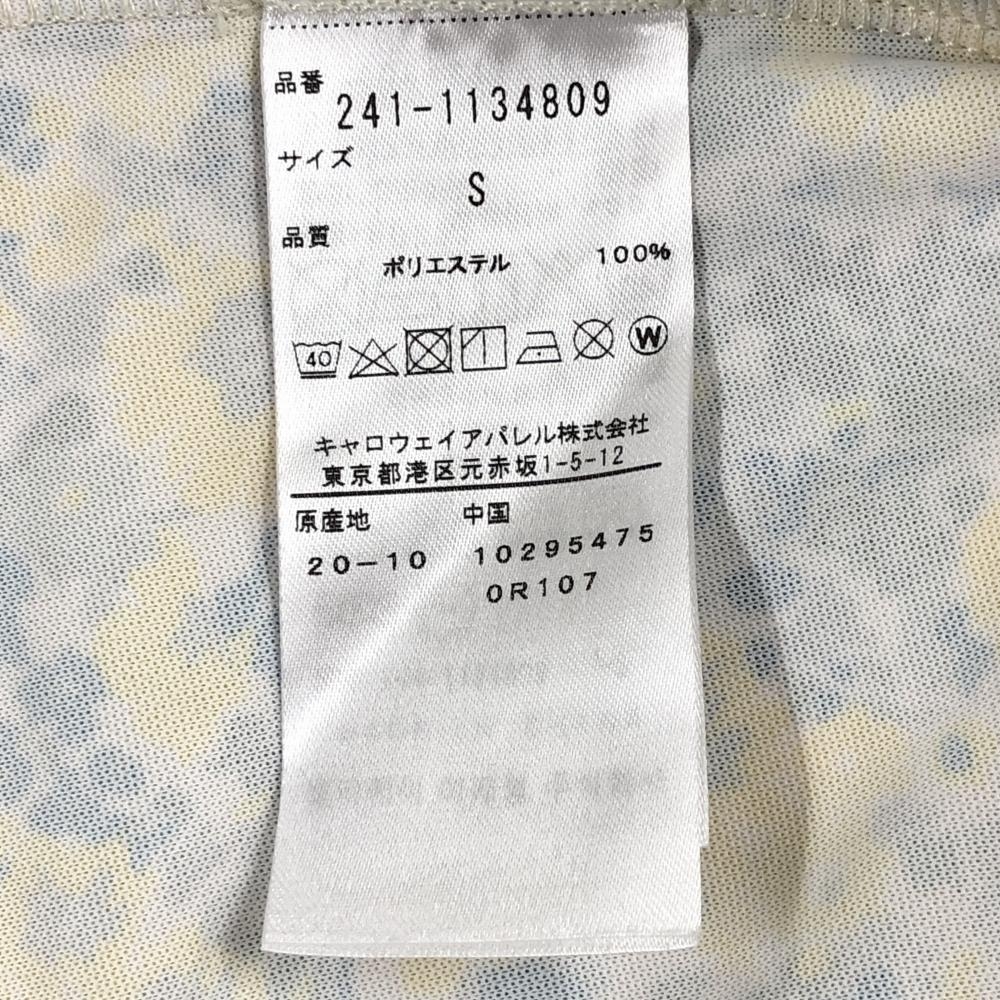 品番
241-1134809
サイズ
S
品質
ポリエステル 100%
40 W
キャロウェイアパレル株式会社
東京都港区元赤坂1-5-12
原産地 中国
20-10 10295475
0R107